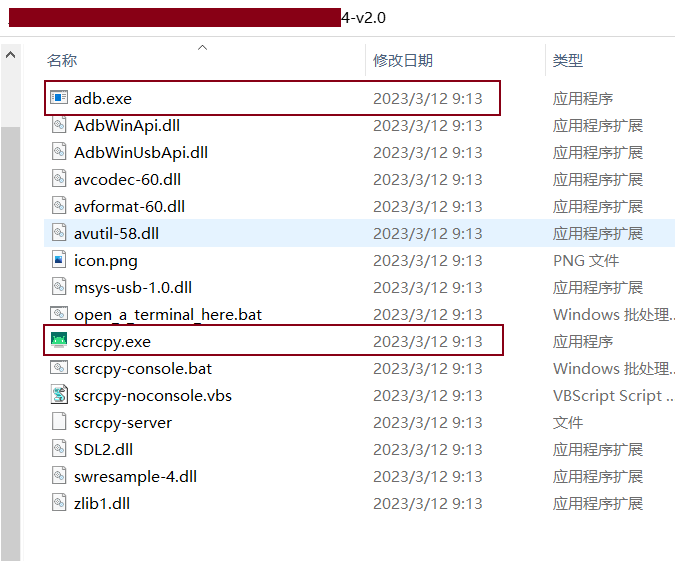 4-v2.0
名称 修改日期 类型
adb.exe 2023/3/12 9:13 应用程序
AdbWinApi.dll 2023/3/12 9:13 应用程序扩展
AdbWinUsbApi.dll 2023/3/12 9:13 应用程序扩展
avcodec-60.dll 2023/3/12 9:13 应用程序扩展
avformat-60.dll 2023/3/12 9:13 应用程序扩展
avutil-58.dll 2023/3/12 9:13 应用程序扩展
icon.png 2023/3/12 9:13 PNG 文件
msys-usb-1.0.dll 2023/3/12 9:13 应用程序扩展
open_a_terminal_here.bat 2023/3/12 9:13 Windows 批处理...
scrcpy.exe 2023/3/12 9:13 应用程序
scrcpy-console.bat 2023/3/12 9:13 Windows 批处理...
scrcpy-noconsole.vbs 2023/3/12 9:13 VBScript Script ...
scrcpy-server 2023/3/12 9:13 文件
SDL2.dll 2023/3/12 9:13 应用程序扩展
swresample-4.dll 2023/3/12 9:13 应用程序扩展
zlib1.dll 2023/3/12 9:13 应用程序扩展